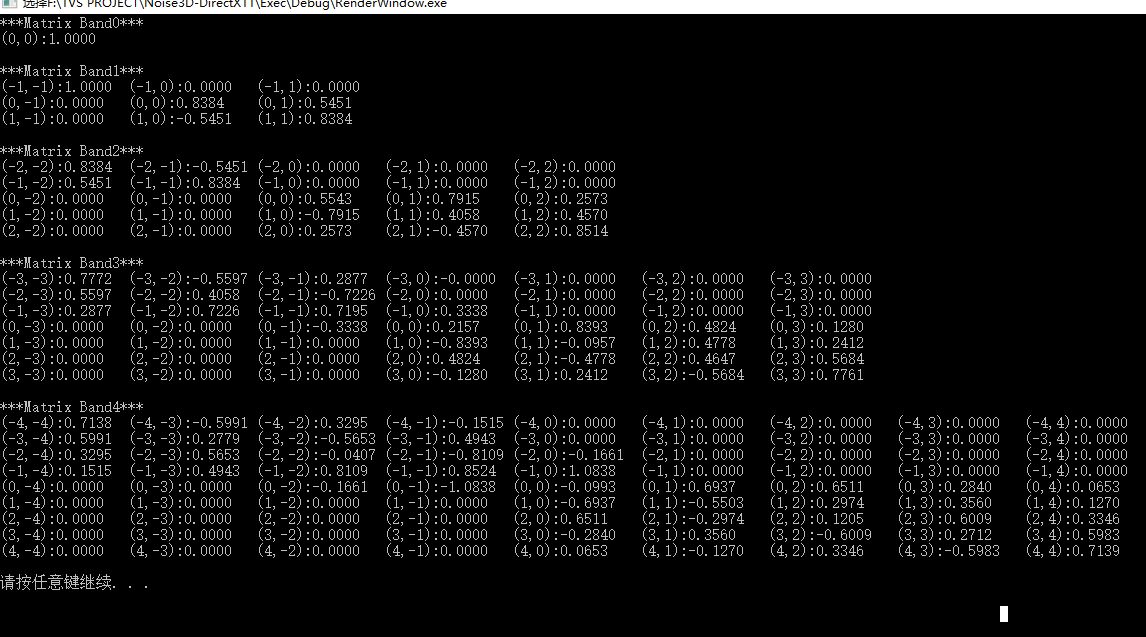 选择F:\TVS PROJECT\Noise3D-DirectX11\Exec\Debug\RenderWindow.exe
***Matrix Band0***
(0,0):1.0000
***Matrix Band1***
(-1,-1):1.0000 (-1,0):0.0000 (-1,1):0.0000
(0,-1):0.0000 (0,0):0.8384 (0,1):0.5451
(1,-1):0.0000 (1,0):-0.5451 (1,1):0.8384
***Matrix Band2***
(-2,-2):0.8384 (-2,-1):-0.5451 (-2,0):0.0000 (-2,1):0.0000 (-2,2):0.0000
(-1,-2):0.5451 (-1,-1):0.8384 (-1,0):0.0000 (-1,1):0.0000 (-1,2):0.0000
(0,-2):0.0000 (0,-1):0.0000 (0,0):0.5543 (0,1):0.7915 (0,2):0.2573
(1,-2):0.0000 (1,-1):0.0000 (1,0):-0.7915 (1,1):0.4058 (1,2):0.4570
(2,-2):0.0000 (2,-1):0.0000 (2,0):0.2573 (2,1):-0.4570 (2,2):0.8514
***Matrix Band3***
(-3,-3):0.7772 (-3,-2):-0.5597 (-3,-1):0.2877 (-3,0):-0.0000 (-3,1):0.0000 (-3,2):0.0000 (-3,3):0.0000
(-2,-3):0.5597 (-2,-2):0.4058 (-2,-1):-0.7226 (-2,0):0.0000 (-2,1):0.0000 (-2,2):0.0000 (-2,3):0.0000
(-1,-3):0.2877 (-1,-2):0.7226 (-1,-1):0.7195 (-1,0):0.3338 (-1,1):0.0000 (-1,2):0.0000 (-1,3):0.0000
(0,-3):0.0000 (0,-2):0.0000 (0,-1):-0.3338 (0,0):0.2157 (0,1):0.8393 (0,2):0.4824 (0,3):0.1280
(1,-3):0.0000 (1,-2):0.0000 (1,-1):0.0000 (1,0):-0.8393 (1,1):-0.0957 (1,2):0.4778 (1,3):0.2412
(2,-3):0.0000 (2,-2):0.0000 (2,-1):0.0000 (2,0):0.4824 (2,1):-0.4778 (2,2):0.4647 (2,3):0.5684
(3,-3):0.0000 (3,-2):0.0000 (3,-1):0.0000 (3,0):-0.1280 (3,1):0.2412 (3,2):-0.5684 (3,3):0.7761
***Matrix Band4***
(-4,-4):0.7138 (-4,-3):-0.5991 (-4,-2):0.3295 (-4,-1):-0.1515 (-4,0):0.0000 (-4,1):0.0000 (-4,2):0.0000 (-4,3):0.0000 (-4,4):0.0000
(-3,-4):0.5991 (-3,-3):0.2779 (-3,-2):-0.5653 (-3,-1):0.4943 (-3,0):0.0000 (-3,1):0.0000 (-3,2):0.0000 (-3,3):0.0000 (-3,4):0.0000
(-2,-4):0.3295 (-2,-3):0.5653 (-2,-2):-0.0407 (-2,-1):-0.8109 (-2,0):-0.1661 (-2,1):0.0000 (-2,2):0.0000 (-2,3):0.0000 (-2,4):0.0000
(-1,-4):0.1515 (-1,-3):0.4943 (-1,-2):0.8109 (-1,-1):0.8524 (-1,0):1.0838 (-1,1):0.0000 (-1,2):0.0000 (-1,3):0.0000 (-1,4):0.0000
(0,-4):0.0000 (0,-3):0.0000 (0,-2):-0.1661 (0,-1):-1.0838 (0,0):-0.0993 (0,1):0.6937 (0,2):0.6511 (0,3):0.2840 (0,4):0.0653
(1,-4):0.0000 (1,-3):0.0000 (1,-2):0.0000 (1,-1):0.0000 (1,0):-0.6937 (1,1):-0.5503 (1,2):0.2974 (1,3):0.3560 (1,4):0.1270
(2,-4):0.0000 (2,-3):0.0000 (2,-2):0.0000 (2,-1):0.0000 (2,0):0.6511 (2,1):-0.2974 (2,2):0.1205 (2,3):0.6009 (2,4):0.3346
(3,-4):0.0000 (3,-3):0.0000 (3,-2):0.0000 (3,-1):0.0000 (3,0):-0.2840 (3,1):0.3560 (3,2):-0.6009 (3,3):0.2712 (3,4):0.5983
(4,-4):0.0000 (4,-3):0.0000 (4,-2):0.0000 (4,-1):0.0000 (4,0):0.0653 (4,1):-0.1270 (4,2):0.3346 (4,3):-0.5983 (4,4):0.7139
请按任意键继续. . .